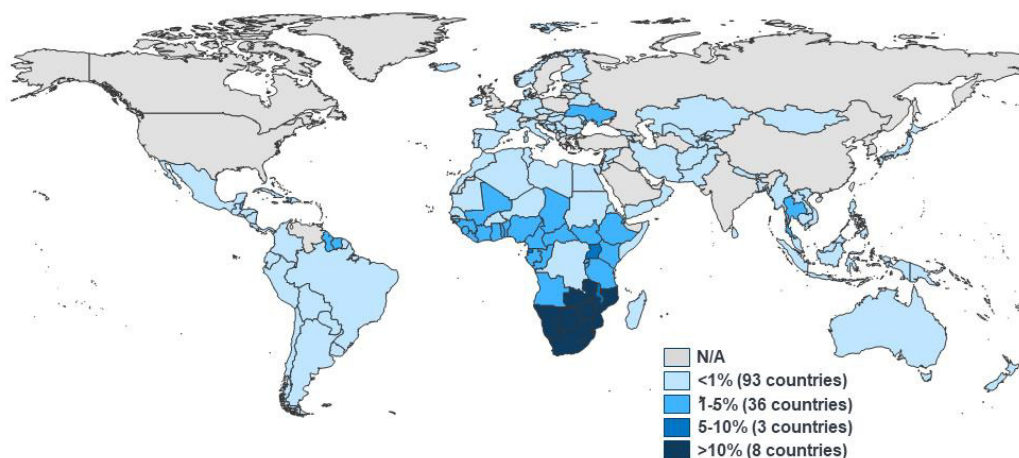 N/A
<1% (93 countries)
1-5% (36 countries)
5-10% (3 countries)
>10% (8 countries)